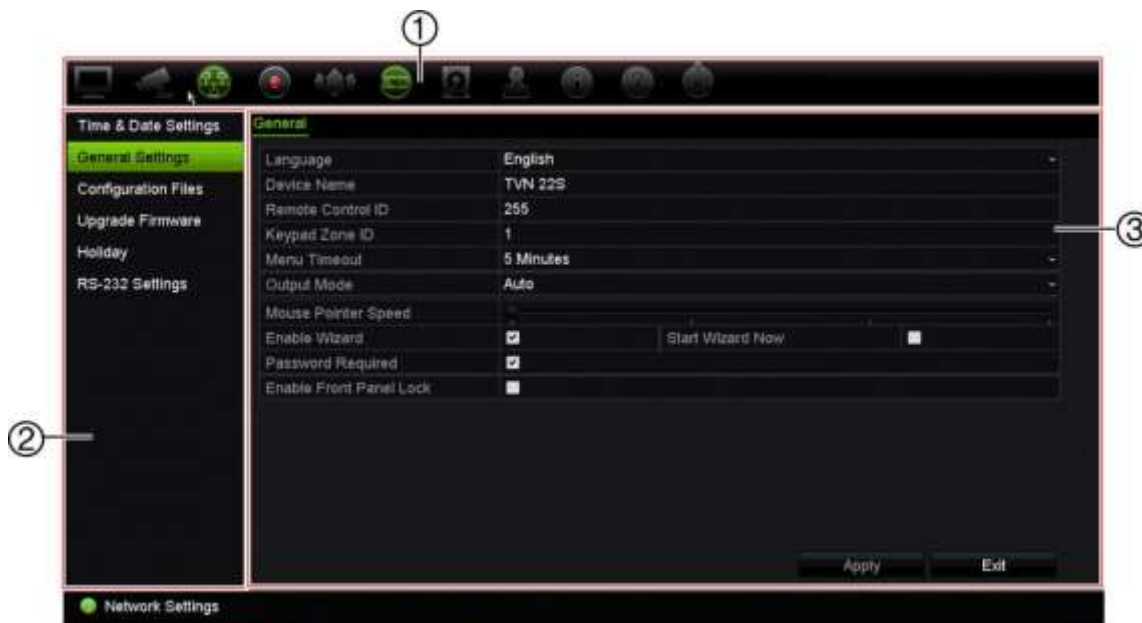 ①
Time & Date Settings
General Settings
Configuration Files
Upgrade Firmware
Holiday
RS-232 Settings
②
General
Language English
Device Name TVN 22S
Remote Control ID 255
Keypad Zone ID 1
Menu Timeout 5 Minutes
Output Mode Auto
Mouse Pointer Speed
Enable Wizard Start Wizard Now
Password Required
Enable Front Panel Lock
③
Apply Exit
Network Settings